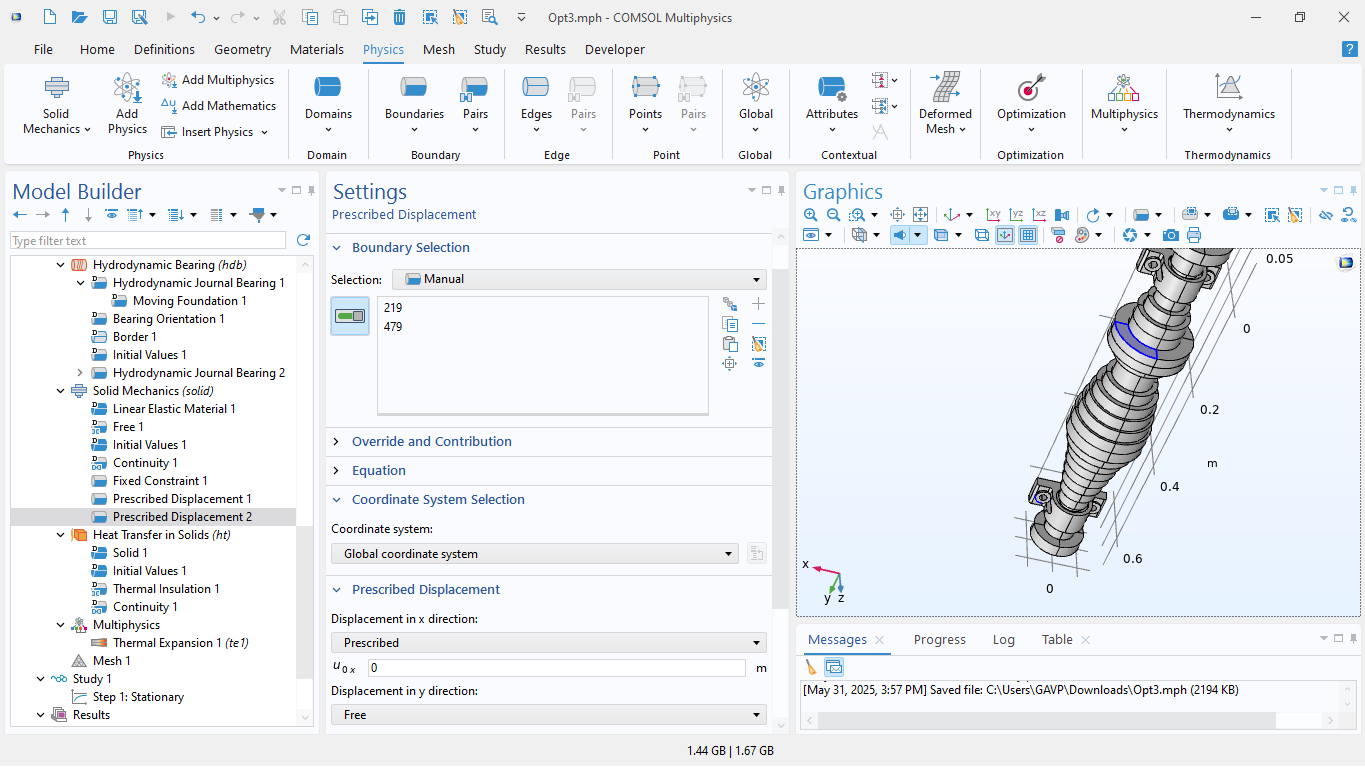 Opt3.mph - COMSOL Multiphysics
File Home Definitions Geometry Materials Physics Mesh Study Results Developer
?
Solid Mechanics
Add Physics
Add Multiphysics
Add Mathematics
Insert Physics
Physics
Domains
Domain
Boundaries
Pairs
Boundary
Edges
Pairs
Edge
Points
Pairs
Point
Global
Global
Attributes
Contextual
Deformed Mesh
Optimization
Optimization
Multiphysics
Thermodynamics
Thermodynamics
Model Builder
Type filter text
Hydrodynamic Bearing (hdb)
Hydrodynamic Journal Bearing 1
Moving Foundation 1
Bearing Orientation 1
Border 1
Initial Values 1
Hydrodynamic Journal Bearing 2
Solid Mechanics (solid)
Linear Elastic Material 1
Free 1
Initial Values 1
Continuity 1
Fixed Constraint 1
Prescribed Displacement 1
Prescribed Displacement 2
Heat Transfer in Solids (ht)
Solid 1
Initial Values 1
Thermal Insulation 1
Continuity 1
Multiphysics
Thermal Expansion 1 (te1)
Mesh 1
Study 1
Step 1: Stationary
Results
Settings
Prescribed Displacement
Boundary Selection
Selection: Manual
219
479
Override and Contribution
Equation
Coordinate System Selection
Coordinate system:
Global coordinate system
Prescribed Displacement
Displacement in x direction:
Prescribed
u0x 0 m
Displacement in y direction:
Free
Graphics
xy yz xz
0.05
0
0.2
m
0.4
0.6
0
x
y z
Messages Progress Log Table
[May 31, 2025, 3:57 PM] Saved file: C:\Users\GAVP\Downloads\Opt3.mph (2194 KB)
1.44 GB | 1.67 GB